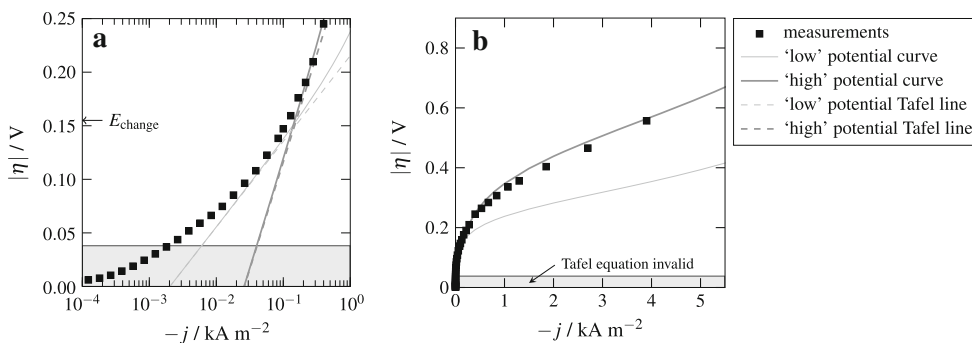 a
|η| / V
0.25
0.20
0.15
0.10
0.05
0.00
E_change
10⁻⁴
10⁻³
10⁻²
10⁻¹
10⁰
−j / kA m⁻²
b
|η| / V
0.8
0.6
0.4
0.2
0
Tafel equation invalid
0
1
2
3
4
5
−j / kA m⁻²
measurements
‘low’ potential curve
‘high’ potential curve
‘low’ potential Tafel line
‘high’ potential Tafel line